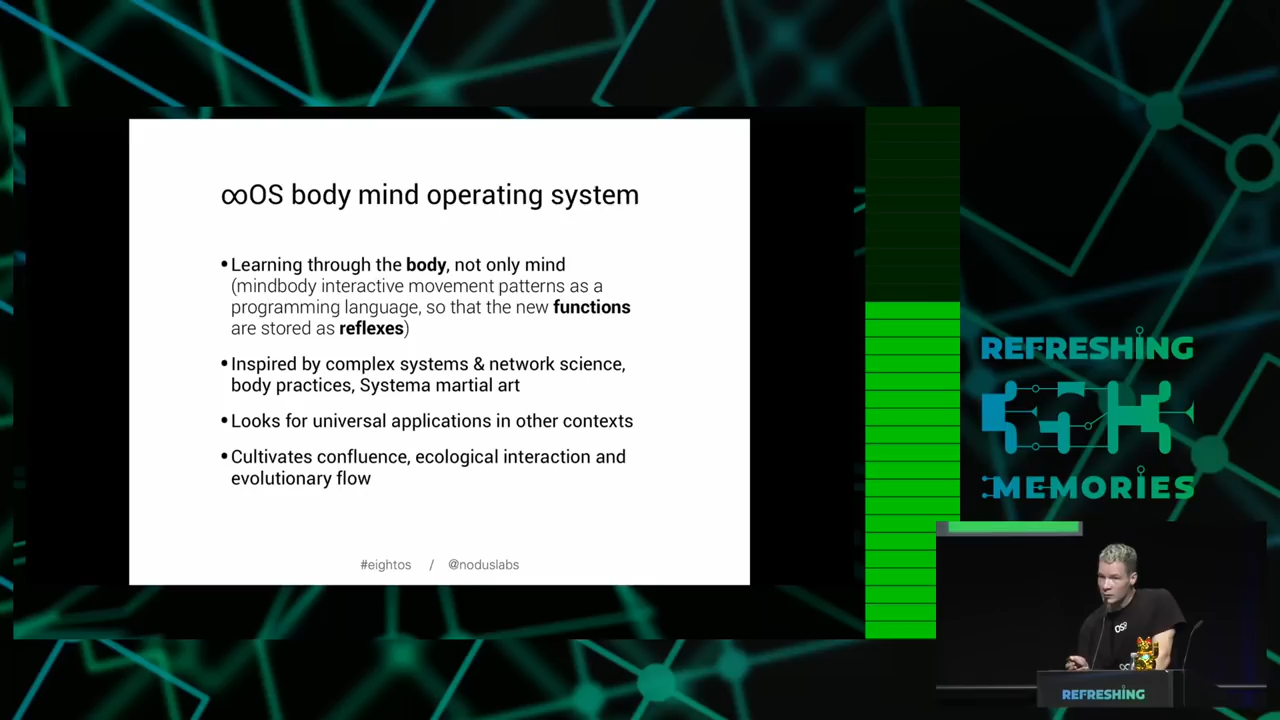 ∞OS body mind operating system
•Learning through the body, not only mind
(mindbody interactive movement patterns as a
programming language, so that the new functions
are stored as reflexes)
•Inspired by complex systems & network science,
body practices, Systema martial art
•Looks for universal applications in other contexts
•Cultivates confluence, ecological interaction and
evolutionary flow
#eightos / @noduslabs
REFRESHING
MEMORIES
REFRESHING